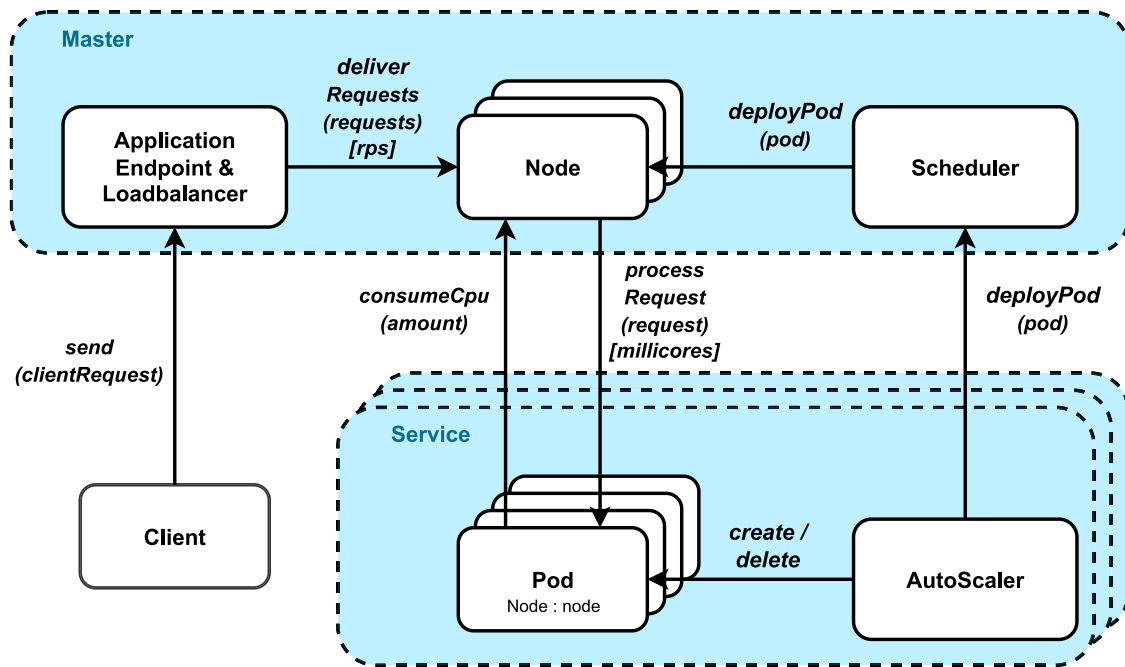 Master
Application
Endpoint &
Loadbalancer
deliver
Requests
(requests)
[rps]
Node
deployPod
(pod)
Scheduler
send
(clientRequest)
consumeCpu
(amount)
process
Request
(request)
[millicores]
deployPod
(pod)
Service
Client
Pod
Node : node
create /
delete
AutoScaler